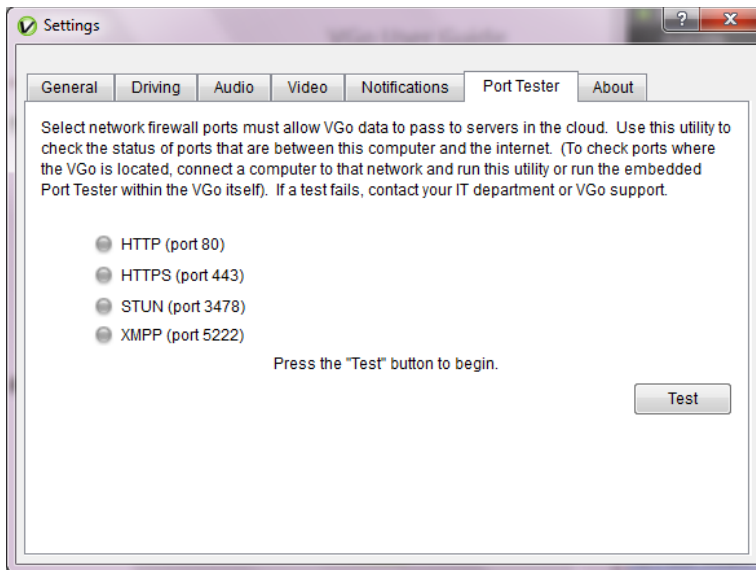 Settings
VGo User Guide
?
X
General Driving Audio Video Notifications Port Tester About
Select network firewall ports must allow VGo data to pass to servers in the cloud. Use this utility to
check the status of ports that are between this computer and the internet. (To check ports where
the VGo is located, connect a computer to that network and run this utility or run the embedded
Port Tester within the VGo itself). If a test fails, contact your IT department or VGo support.
HTTP (port 80)
HTTPS (port 443)
STUN (port 3478)
XMPP (port 5222)
Press the "Test" button to begin.
Test